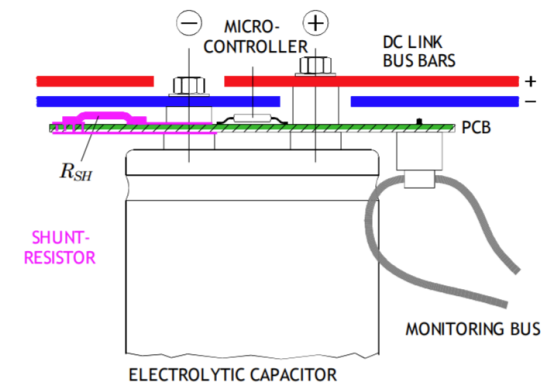 MICRO-
CONTROLLER
DC LINK
BUS BARS
−
+
+
−
PCB
R_SH
SHUNT-
RESISTOR
MONITORING BUS
ELECTROLYTIC CAPACITOR